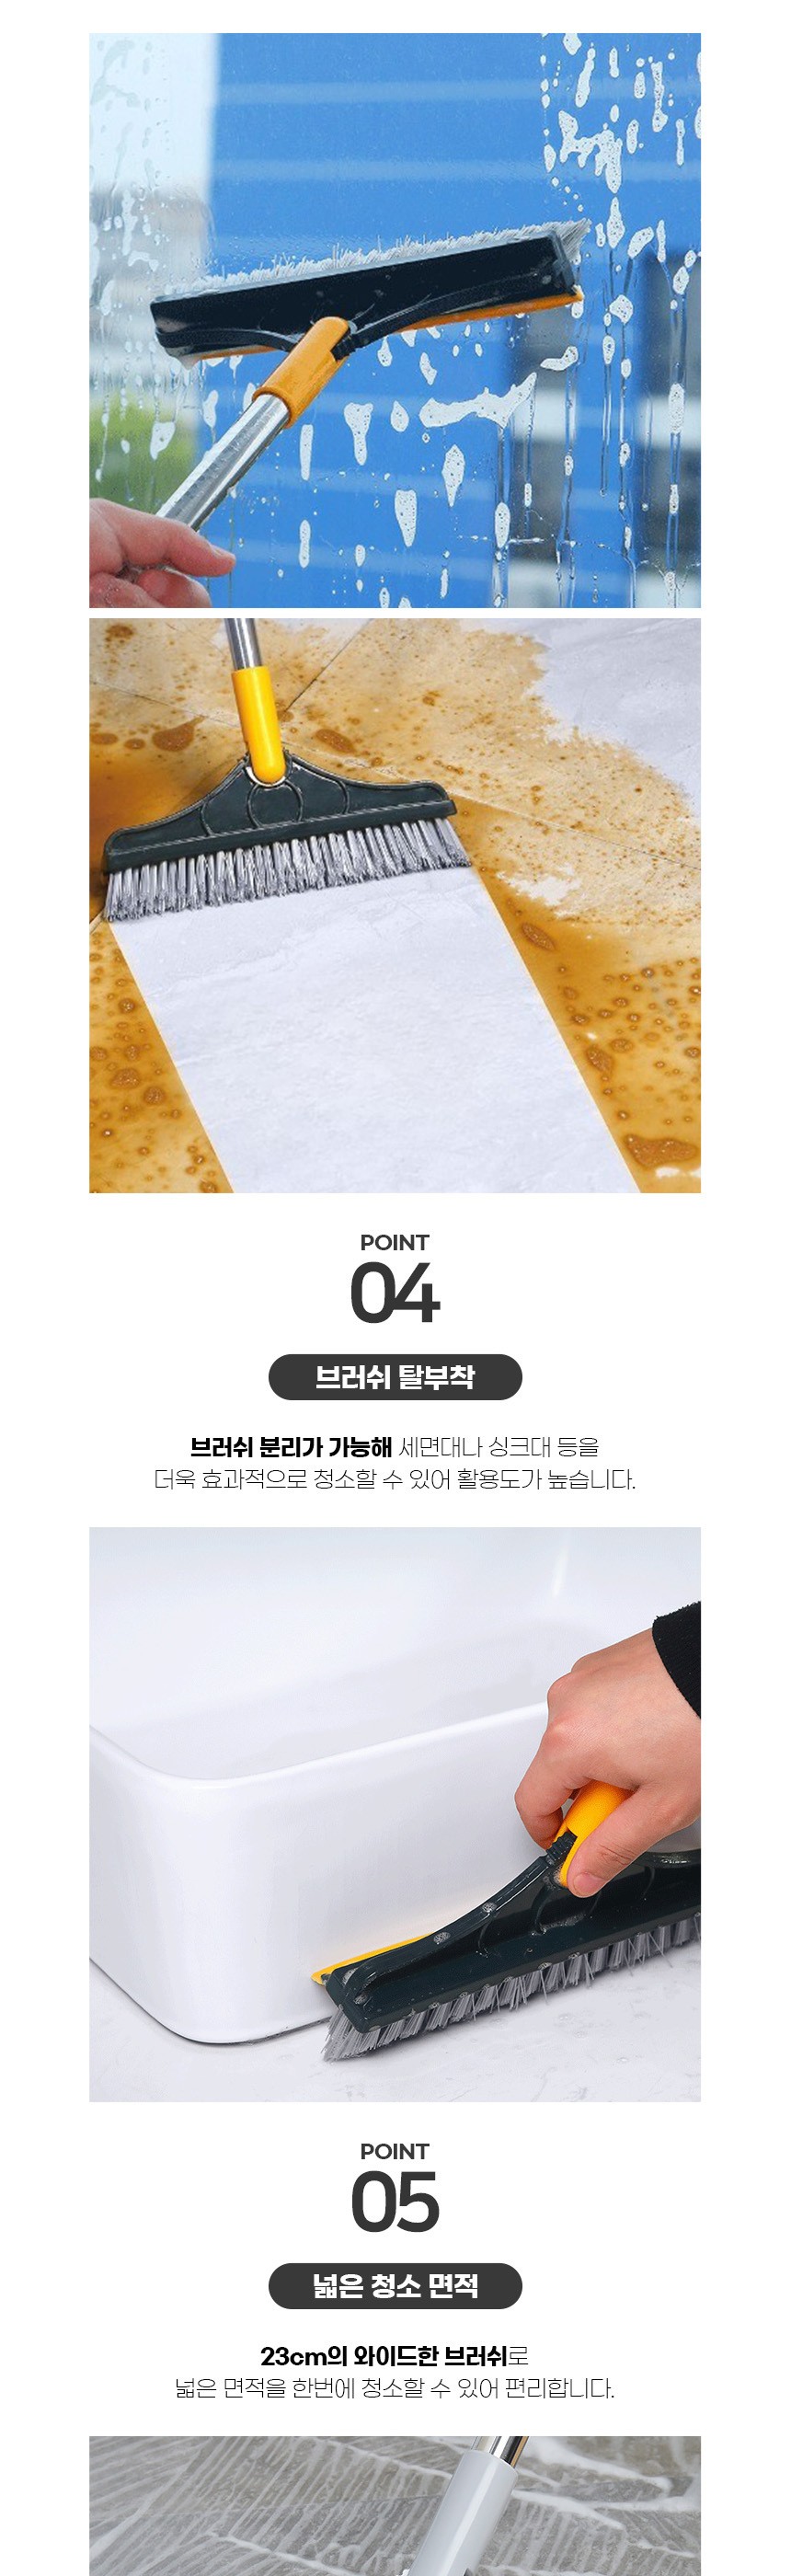 POINT
04
브러쉬 탈부착
브러쉬 분리가 가능해 세면대나 싱크대 등을
더욱 효과적으로 청소할 수 있어 활용도가 높습니다.
POINT
05
넓은 청소 면적
23cm의 와이드한 브러쉬로
넓은 면적을 한번에 청소할 수 있어 편리합니다.